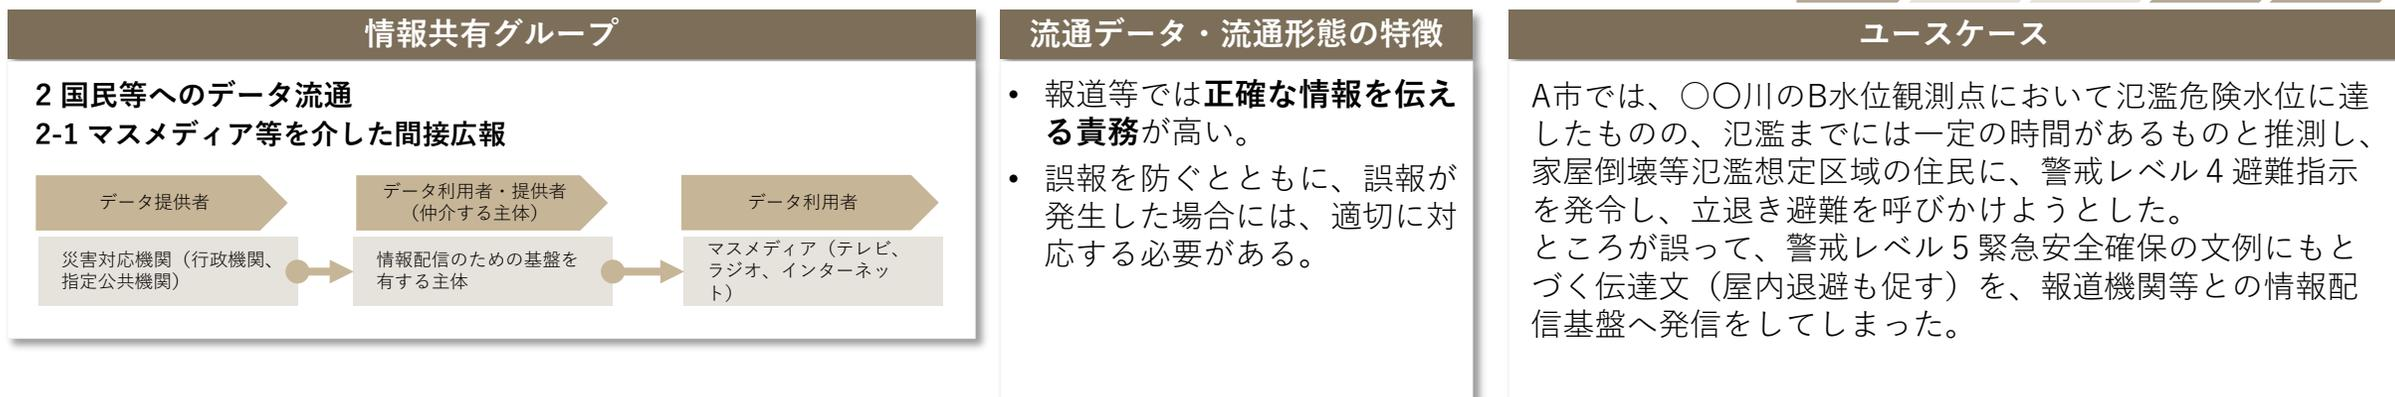 情報共有グループ
2 国民等へのデータ流通
2-1 マスメディア等を介した間接広報
データ提供者
データ利用者・提供者
（仲介する主体）
データ利用者
災害対応機関（行政機関、
指定公共機関）
情報配信のための基盤を
有する主体
マスメディア（テレビ、
ラジオ、インターネッ
ト）
流通データ・流通形態の特徴
• 報道等では正確な情報を伝え
る責務が高い。
• 誤報を防ぐとともに、誤報が
発生した場合には、適切に対
応する必要がある。
ユースケース
A市では、○〇川のB水位観測点において氾濫危険水位に達
したものの、氾濫までには一定の時間があるものと推測し、
家屋倒壊等氾濫想定区域の住民に、警戒レベル４避難指示
を発令し、立退き避難を呼びかけようとした。
ところが誤って、警戒レベル５緊急安全確保の文例にもと
づく伝達文（屋内退避も促す）を、報道機関等との情報配
信基盤へ発信をしてしまった。